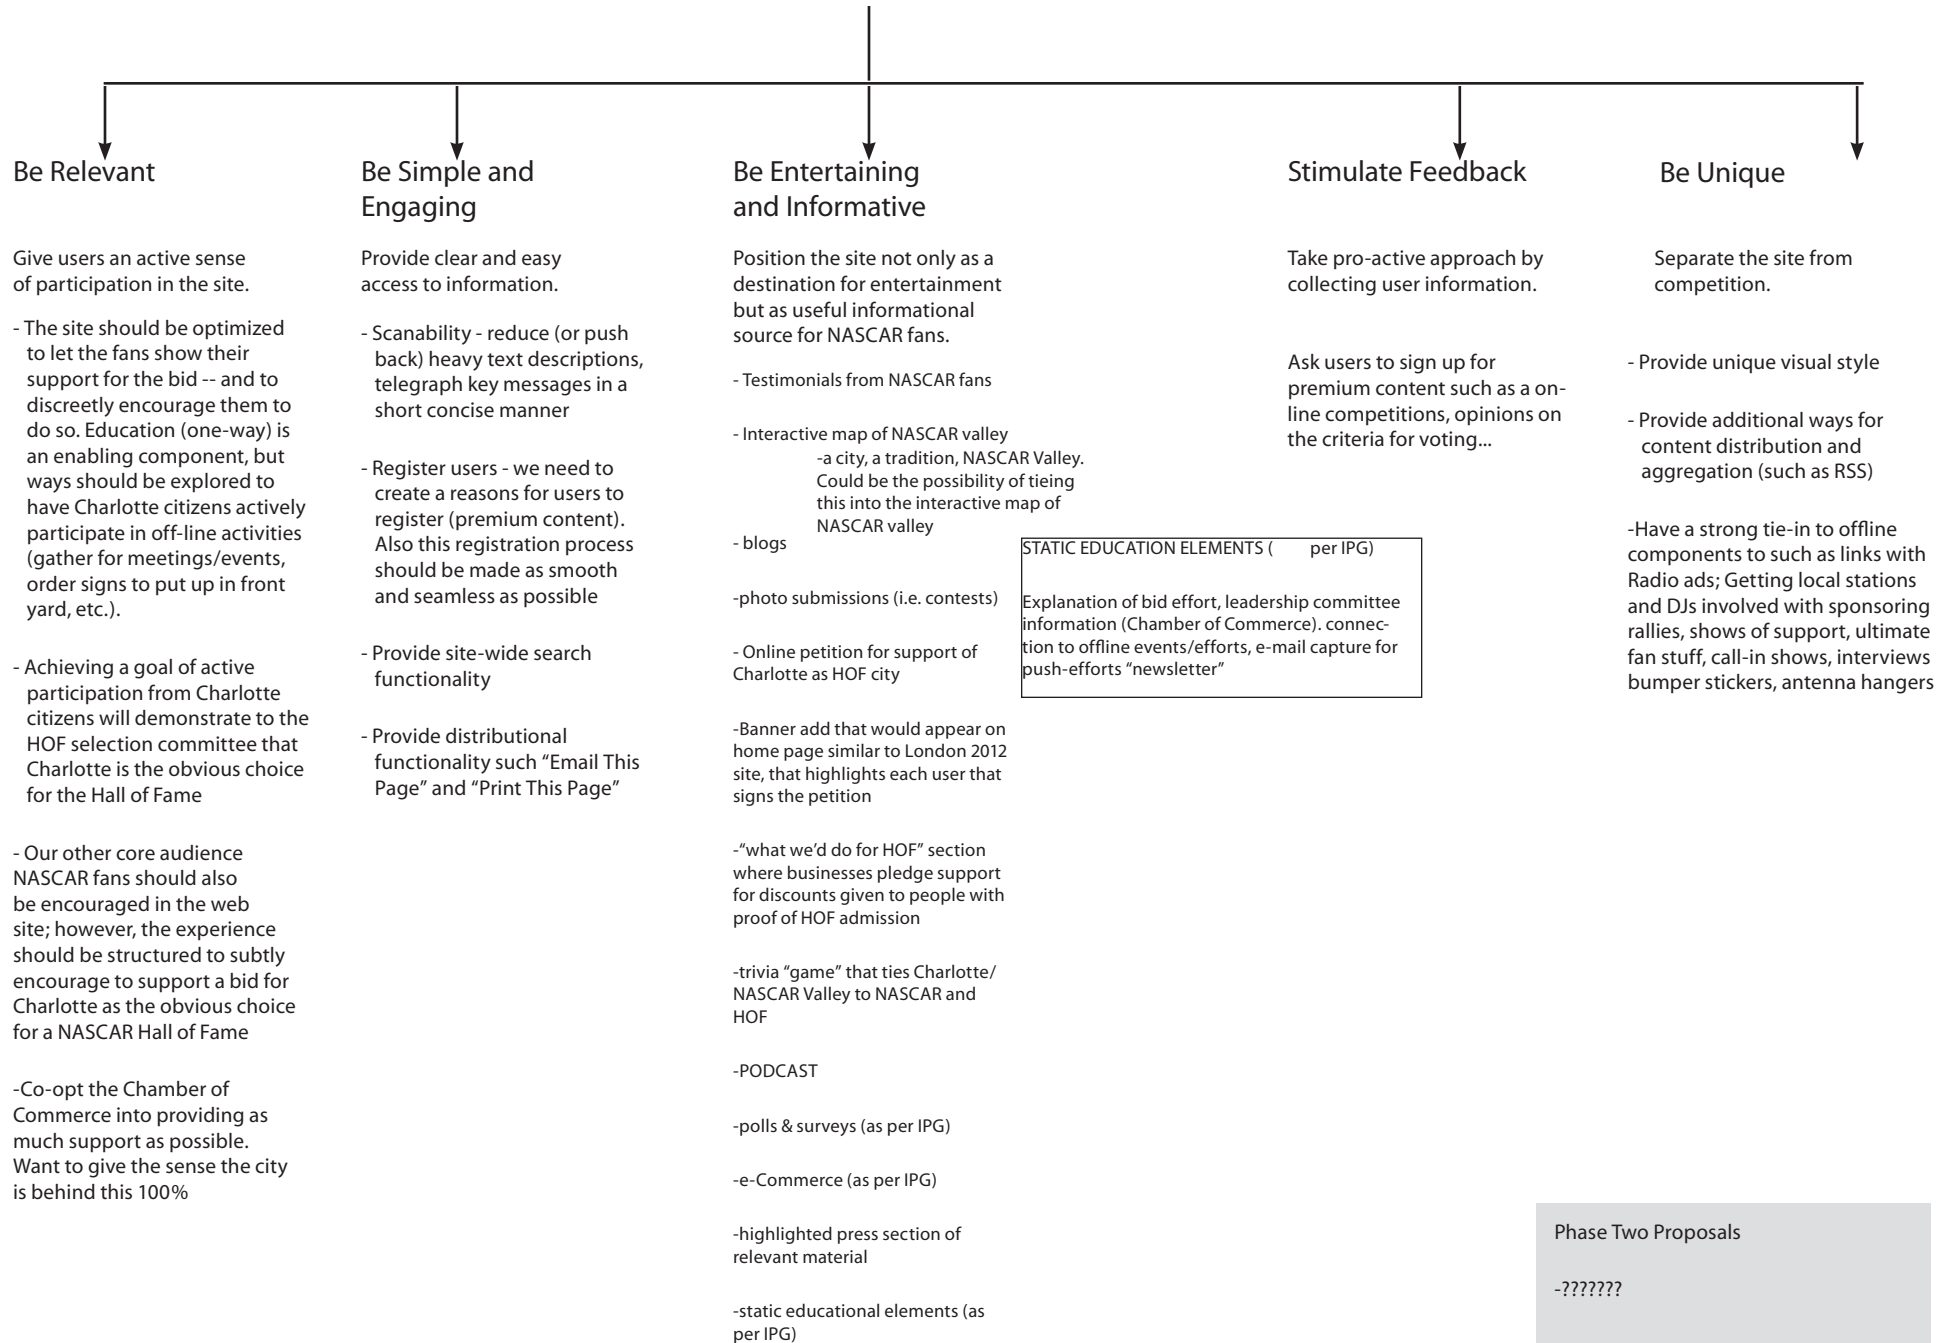 Be Relevant
Give users an active sense
of participation in the site.
- The site should be optimized
to let the fans show their
support for the bid -- and to
discreetly encourage them to
do so. Education (one-way) is
an enabling component, but
ways should be explored to
have Charlotte citizens actively
participate in off-line activities
(gather for meetings/events,
order signs to put up in front
yard, etc.).
- Achieving a goal of active
participation from Charlotte
citizens will demonstrate to the
HOF selection committee that
Charlotte is the obvious choice
for the Hall of Fame
- Our other core audience
NASCAR fans should also
be encouraged in the web
site; however, the experience
should be structured to subtly
encourage to support a bid for
Charlotte as the obvious choice
for a NASCAR Hall of Fame
-Co-opt the Chamber of
Commerce into providing as
much support as possible.
Want to give the sense the city
is behind this 100%
Be Simple and
Engaging
Provide clear and easy
access to information.
- Scanability - reduce (or push
back) heavy text descriptions,
telegraph key messages in a
short concise manner
- Register users - we need to
create a reasons for users to
register (premium content).
Also this registration process
should be made as smooth
and seamless as possible
- Provide site-wide search
functionality
- Provide distributional
functionality such “Email This
Page” and “Print This Page”
Be Entertaining
and Informative
Position the site not only as a
destination for entertainment
but as useful informational
source for NASCAR fans.
- Testimonials from NASCAR fans
- Interactive map of NASCAR valley
-a city, a tradition, NASCAR Valley.
Could be the possibility of tieing
this into the interactive map of
NASCAR valley
- blogs
-photo submissions (i.e. contests)
- Online petition for support of
Charlotte as HOF city
-Banner add that would appear on
home page similar to London 2012
site, that highlights each user that
signs the petition
-“what we’d do for HOF” section
where businesses pledge support
for discounts given to people with
proof of HOF admission
-trivia “game” that ties Charlotte/
NASCAR Valley to NASCAR and
HOF
-PODCAST
-polls & surveys (as per IPG)
-e-Commerce (as per IPG)
-highlighted press section of
relevant material
-static educational elements (as
per IPG)
STATIC EDUCATION ELEMENTS ( per IPG)
Explanation of bid effort, leadership committee
information (Chamber of Commerce). connec-
tion to offline events/efforts, e-mail capture for
push-efforts “newsletter”
Stimulate Feedback
Take pro-active approach by
collecting user information.
Ask users to sign up for
premium content such as a on-
line competitions, opinions on
the criteria for voting...
Be Unique
Separate the site from
competition.
- Provide unique visual style
- Provide additional ways for
content distribution and
aggregation (such as RSS)
-Have a strong tie-in to offline
components to such as links with
Radio ads; Getting local stations
and DJs involved with sponsoring
rallies, shows of support, ultimate
fan stuff, call-in shows, interviews
bumper stickers, antenna hangers
Phase Two Proposals
-???????